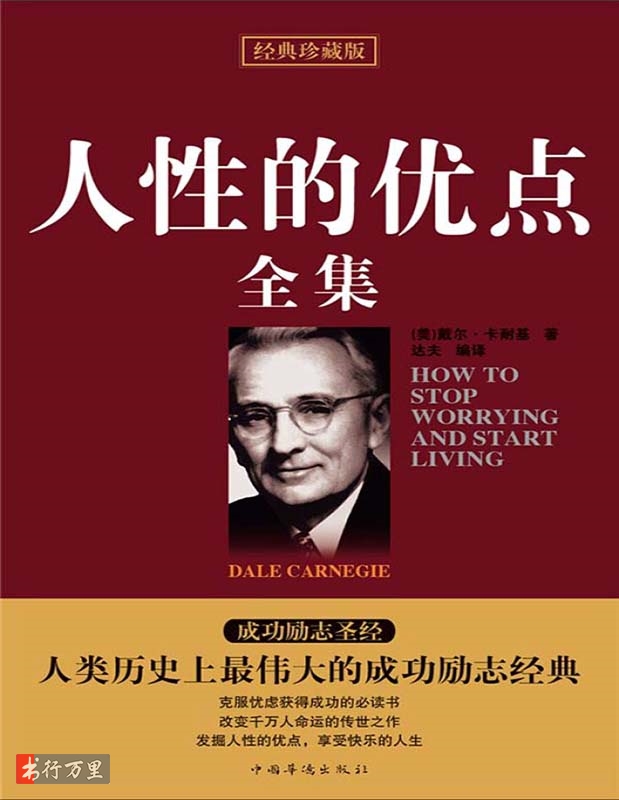 经典珍藏版
人性的优点
全集
(美)戴尔·卡耐基 著
达夫 编译
HOW TO
STOP
WORRYING
AND START
LIVING
DALE CARNEGIE
成功励志圣经
人类历史上最伟大的成功励志经典
克服忧虑获得成功的必读书
改变千万人命运的传世之作
发掘人性的优点，享受快乐的人生
书行万里
中国华侨出版社